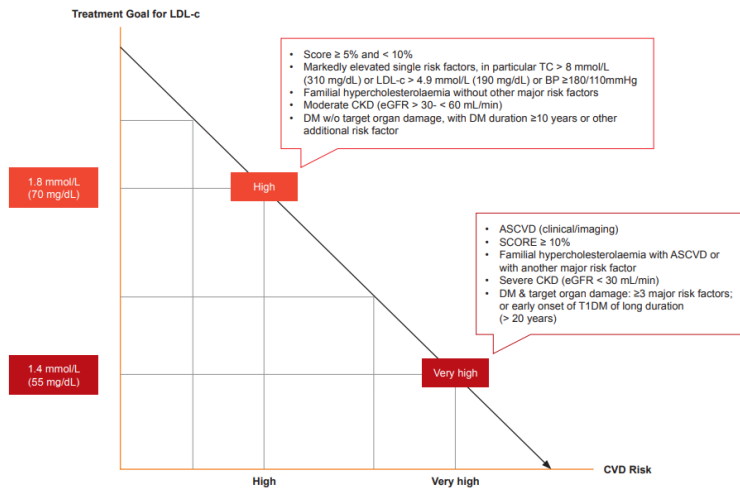 Treatment Goal for LDL-c
• Score ≥ 5% and < 10%
• Markedly elevated single risk factors, in particular TC > 8 mmol/L
(310 mg/dL) or LDL-c > 4.9 mmol/L (190 mg/dL) or BP ≥180/110mmHg
• Familial hypercholesterolaemia without other major risk factors
• Moderate CKD (eGFR > 30- < 60 mL/min)
• DM w/o target organ damage, with DM duration ≥10 years or other
additional risk factor
1.8 mmol/L
(70 mg/dL)
High
• ASCVD (clinical/imaging)
• SCORE ≥ 10%
• Familial hypercholesterolaemia with ASCVD or
with another major risk factor
• Severe CKD (eGFR < 30 mL/min)
• DM & target organ damage: ≥3 major risk factors;
or early onset of T1DM of long duration
(> 20 years)
1.4 mmol/L
(55 mg/dL)
Very high
CVD Risk
High
Very high